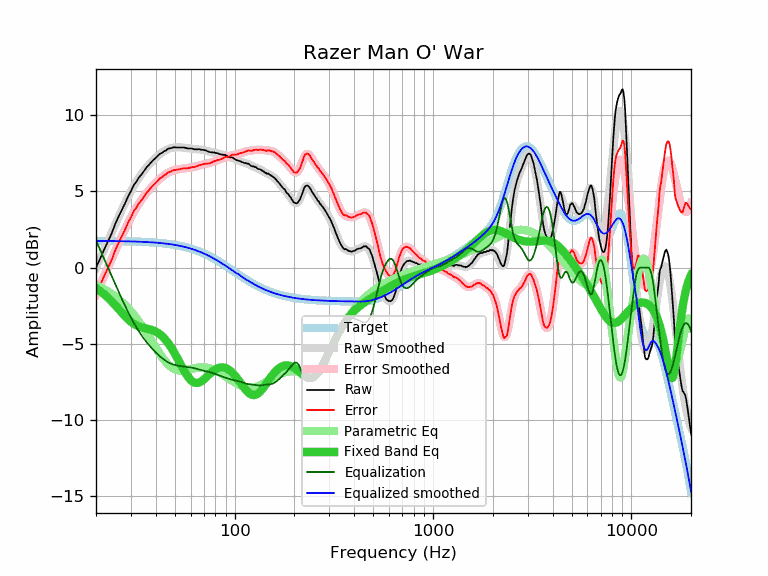 Razer Man O' War
Amplitude (dBr)
10
5
0
−5
−10
−15
Target
Raw Smoothed
Error Smoothed
Raw
Error
Parametric Eq
Fixed Band Eq
Equalization
Equalized smoothed
100
1000
10000
Frequency (Hz)